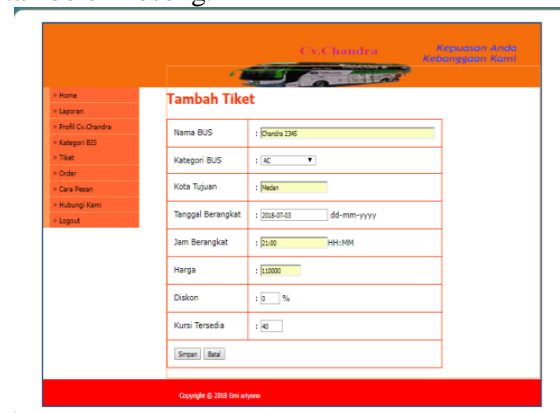 Cv.Chandra
Kepuasan Anda
Kebanggaan Kami
» Home
» Laporan
» Profil Cv.Chandra
» Kategori BIS
» Tiket
» Order
» Cara Pesan
» Hubungi Kami
» Logout
Tambah Tiket
Nama BUS : Chandra 2345
Kategori BUS : AC
Kota Tujuan : Medan
Tanggal Berangkat : 2018-07-03 dd-mm-yyyy
Jam Berangkat : 21:00 HH:MM
Harga : 110000
Diskon : 0 %
Kursi Tersedia : 40
Simpan Batal
Copyright © 2018 Emi ariyono